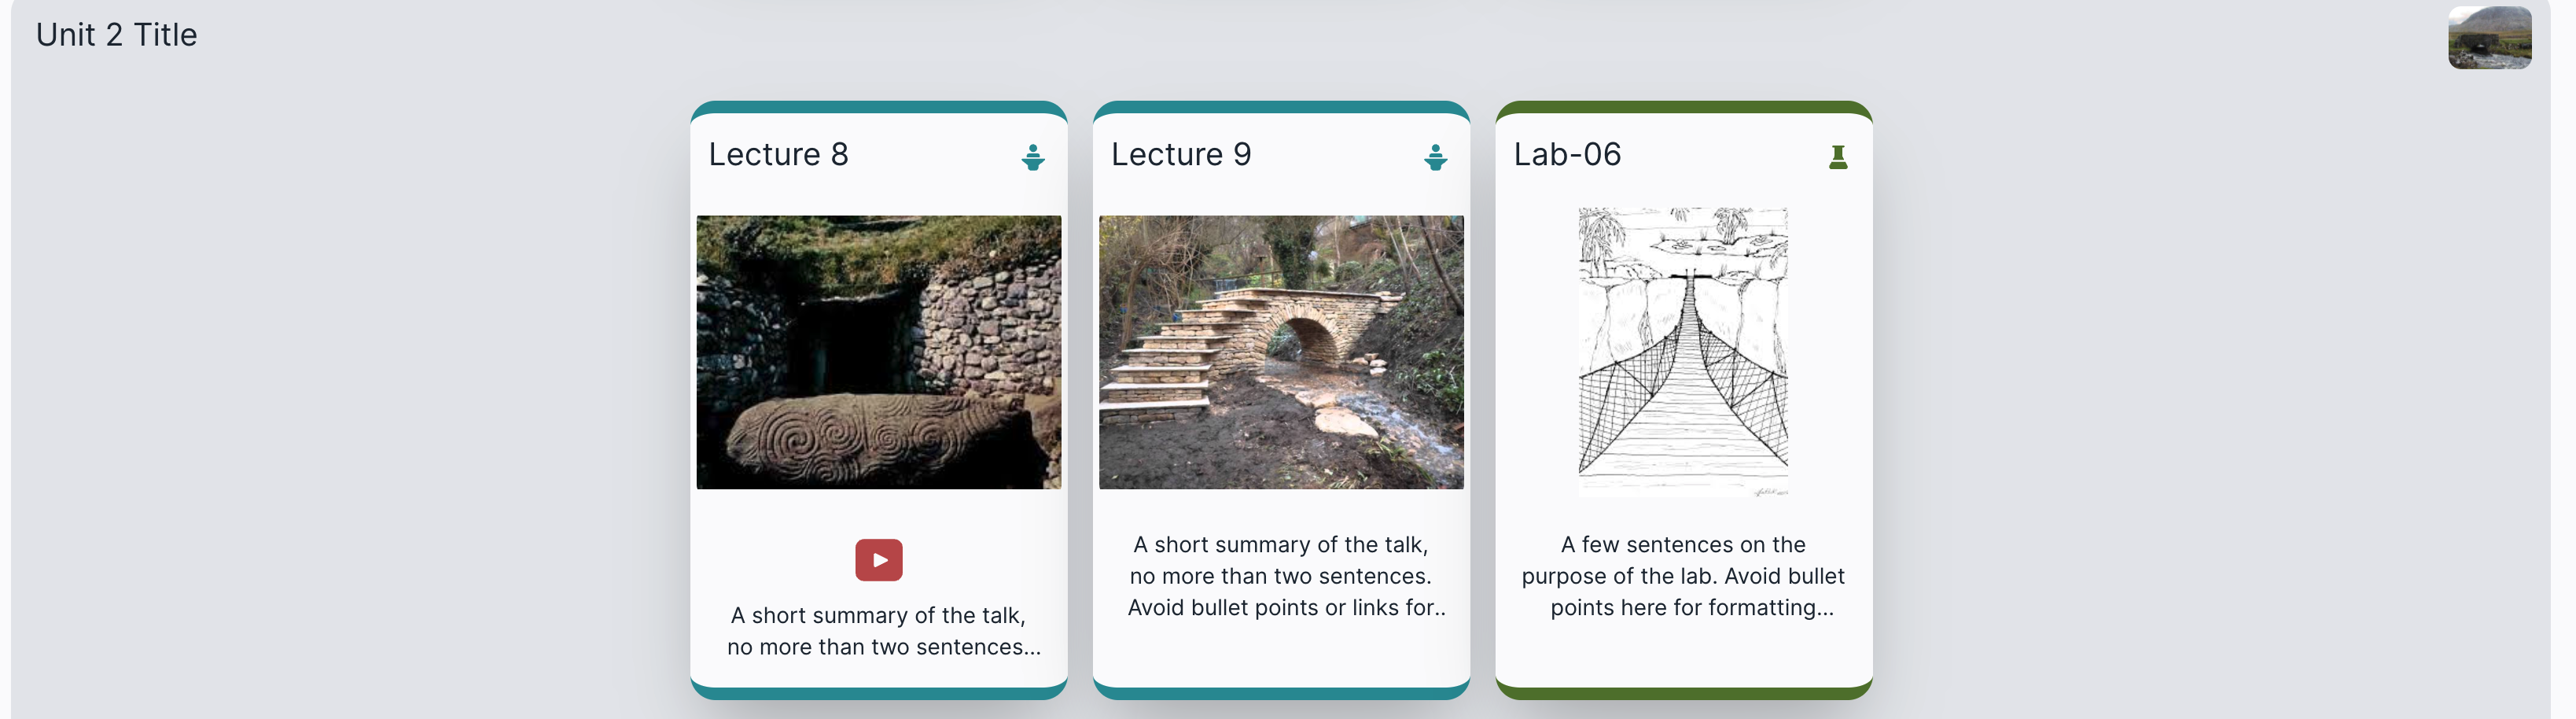 Unit 2 Title
Lecture 8
A short summary of the talk,
no more than two sentences...
Lecture 9
A short summary of the talk,
no more than two sentences.
Avoid bullet points or links for..
Lab-06
A few sentences on the
purpose of the lab. Avoid bullet
points here for formatting...